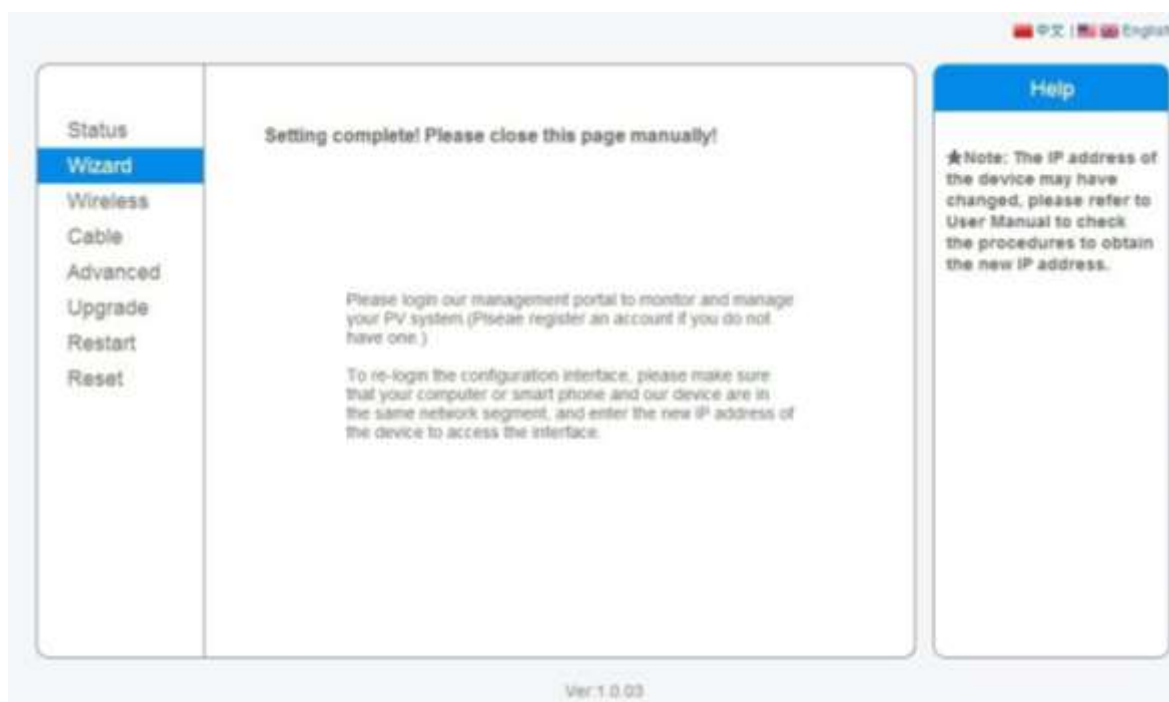 中文 | English
Status
Wizard
Wireless
Cable
Advanced
Upgrade
Restart
Reset
Setting complete! Please close this page manually!
Please login our management portal to monitor and manage
your PV system.(Plseae register an account if you do not
have one.)
To re-login the configuration interface, please make sure
that your computer or smart phone and our device are in
the same network segment, and enter the new IP address of
the device to access the interface.
Help
★Note: The IP address of
the device may have
changed, please refer to
User Manual to check
the procedures to obtain
the new IP address.
Ver:1.0.03